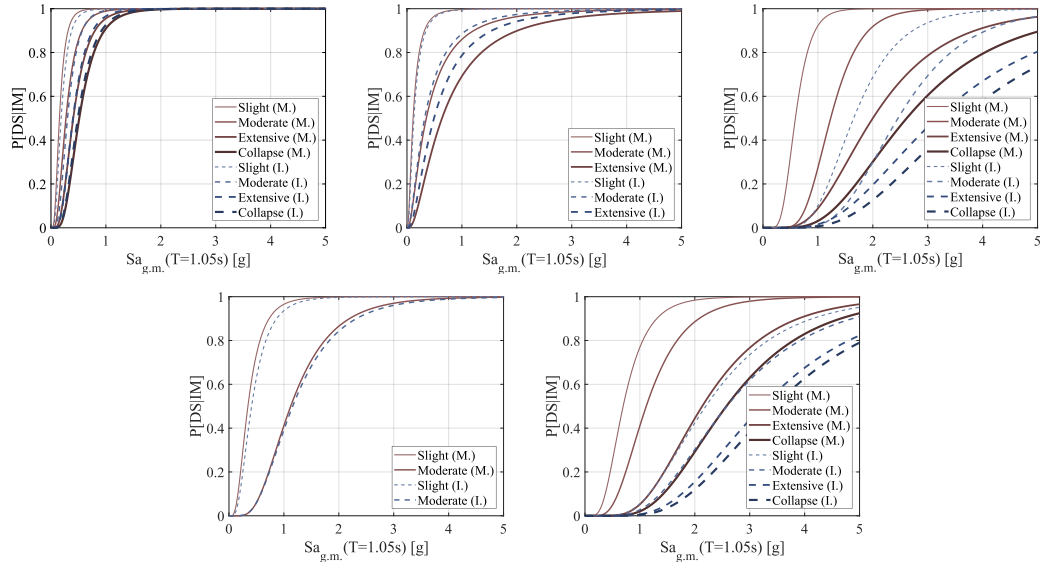 P[DS|IM]
1
0.8
0.6
0.4
0.2
0
Slight (M.)
Moderate (M.)
Extensive (M.)
Collapse (M.)
Slight (I.)
Moderate (I.)
Extensive (I.)
Collapse (I.)
0 1 2 3 4 5
Sa g.m. (T=1.05s) [g]
P[DS|IM]
1
0.8
0.6
0.4
0.2
0
Slight (M.)
Moderate (M.)
Extensive (M.)
Slight (I.)
Moderate (I.)
Extensive (I.)
0 1 2 3 4 5
Sa g.m. (T=1.05s) [g]
P[DS|IM]
1
0.8
0.6
0.4
0.2
0
Slight (M.)
Moderate (M.)
Extensive (M.)
Collapse (M.)
Slight (I.)
Moderate (I.)
Extensive (I.)
Collapse (I.)
0 1 2 3 4 5
Sa g.m. (T=1.05s) [g]
P[DS|IM]
1
0.8
0.6
0.4
0.2
0
Slight (M.)
Moderate (M.)
Slight (I.)
Moderate (I.)
0 1 2 3 4 5
Sa g.m. (T=1.05s) [g]
P[DS|IM]
1
0.8
0.6
0.4
0.2
0
Slight (M.)
Moderate (M.)
Extensive (M.)
Collapse (M.)
Slight (I.)
Moderate (I.)
Extensive (I.)
Collapse (I.)
0 1 2 3 4 5
Sa g.m. (T=1.05s) [g]